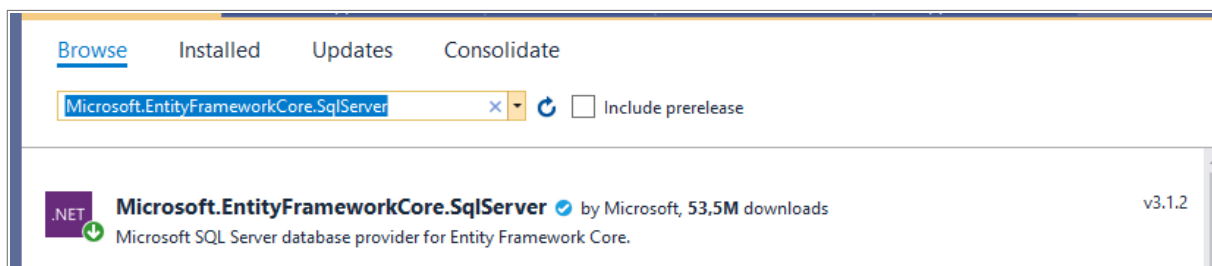 Browse Installed Updates Consolidate
Microsoft.EntityFrameworkCore.SqlServer Include prerelease
.NET Microsoft.EntityFrameworkCore.SqlServer by Microsoft, 53,5M downloads v3.1.2
Microsoft SQL Server database provider for Entity Framework Core.